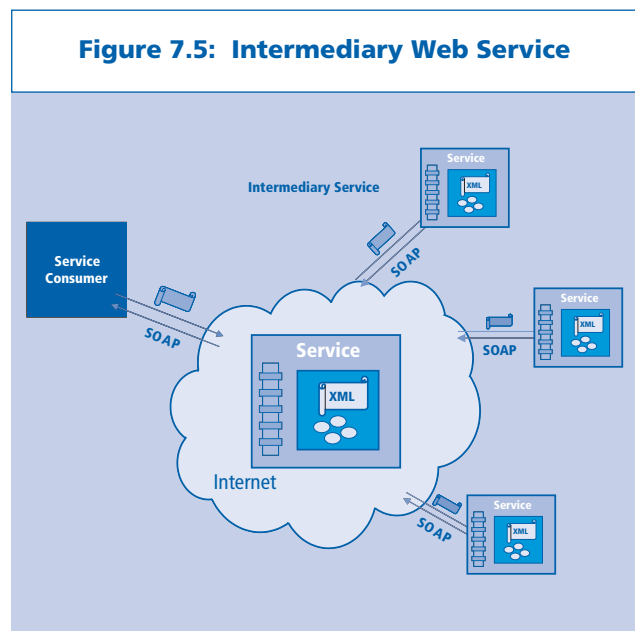 Figure 7.5: Intermediary Web Service
Service
XML
Intermediary Service
SOAP
Service
Consumer
SOAP
Service
XML
SOAP
Service
XML
Internet
SOAP
Service
XML